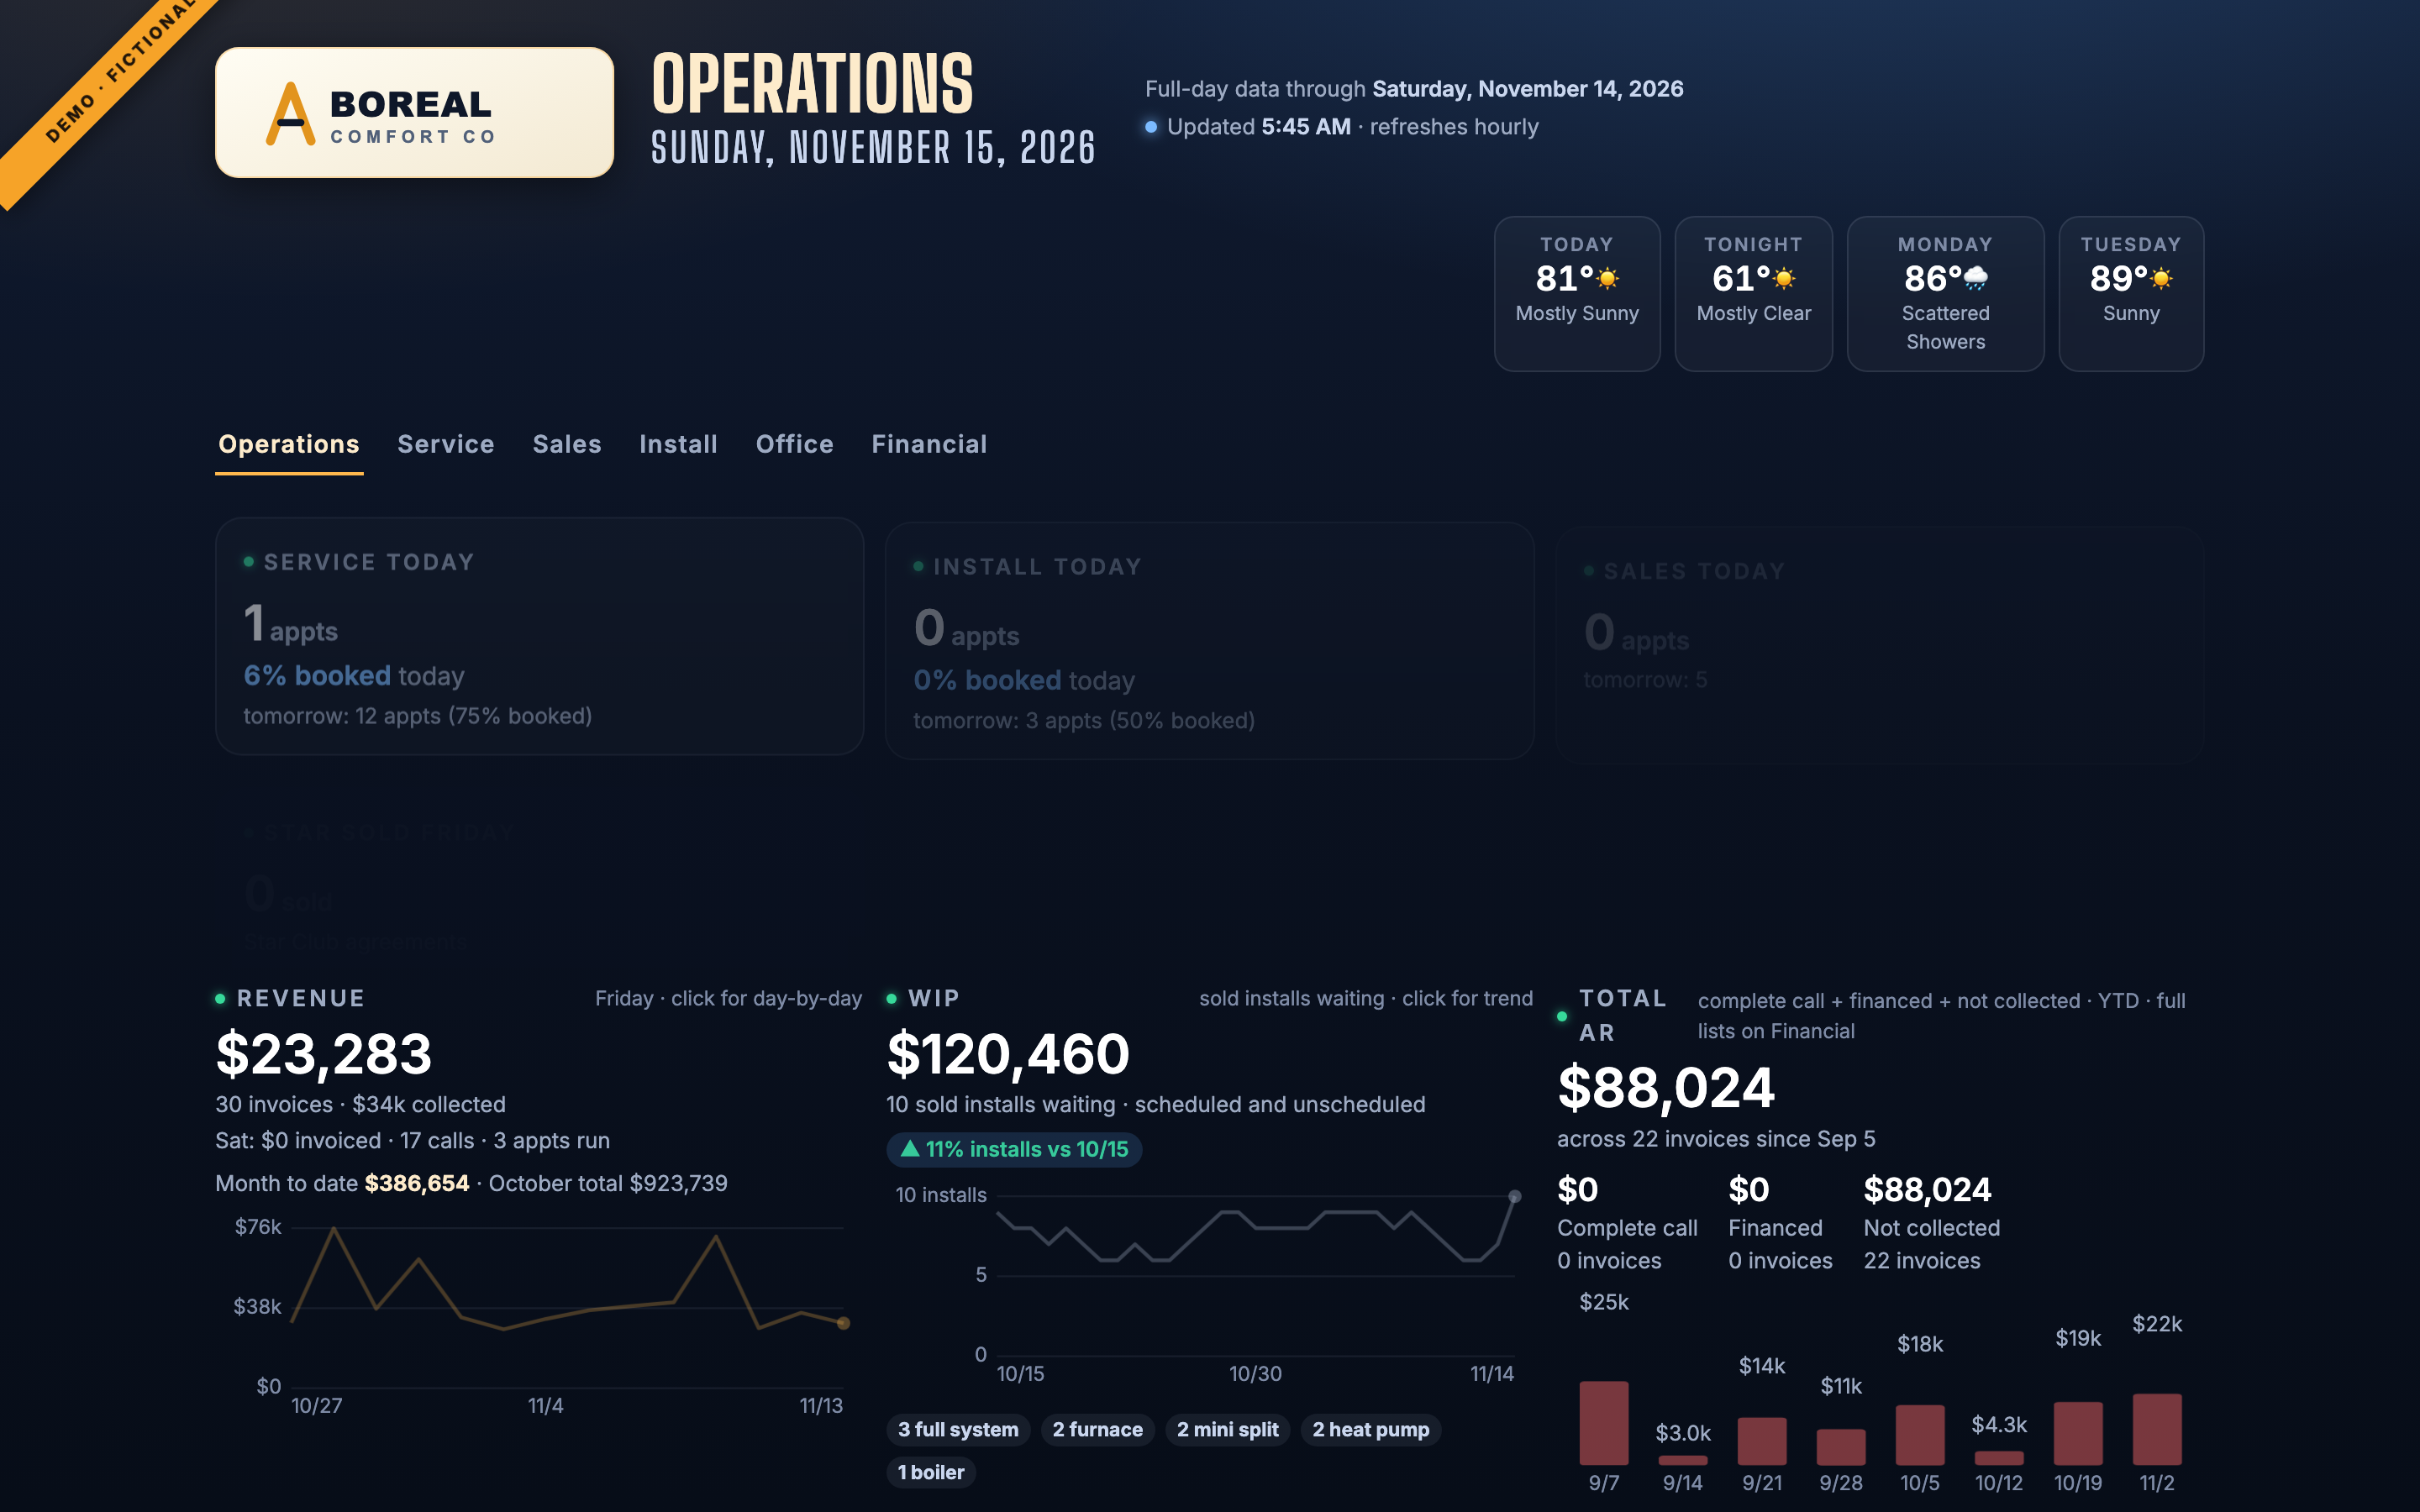 DEMO · FICTIONAL
BOREAL
COMFORT CO
OPERATIONS
SUNDAY, NOVEMBER 15, 2026
Full-day data through Saturday, November 14, 2026
Updated 5:45 AM · refreshes hourly
TODAY
81°
Mostly Sunny
TONIGHT
61°
Mostly Clear
MONDAY
86°
Scattered
Showers
TUESDAY
89°
Sunny
Operations Service Sales Install Office Financial
SERVICE TODAY
1 appts
6% booked today
tomorrow: 12 appts (75% booked)
INSTALL TODAY
0 appts
0% booked today
tomorrow: 3 appts (50% booked)
SALES TODAY
0 appts
tomorrow: 5
STAR SOLD FRIDAY
0 sold
Star Club agreements
REVENUE
Friday · click for day-by-day
$23,283
30 invoices · $34k collected
Sat: $0 invoiced · 17 calls · 3 appts run
Month to date $386,654 · October total $923,739
$76k
$38k
$0
10/27 11/4 11/13
WIP
sold installs waiting · click for trend
$120,460
10 sold installs waiting · scheduled and unscheduled
▲ 11% installs vs 10/15
10 installs
5
0
10/15 10/30 11/14
3 full system 2 furnace 2 mini split 2 heat pump
1 boiler
TOTAL
AR
complete call + financed + not collected · YTD · full
lists on Financial
$88,024
across 22 invoices since Sep 5
$0 $0 $88,024
Complete call Financed Not collected
0 invoices 0 invoices 22 invoices
$25k $3.0k $14k $11k $18k $4.3k $19k $22k
9/7 9/14 9/21 9/28 10/5 10/12 10/19 11/2